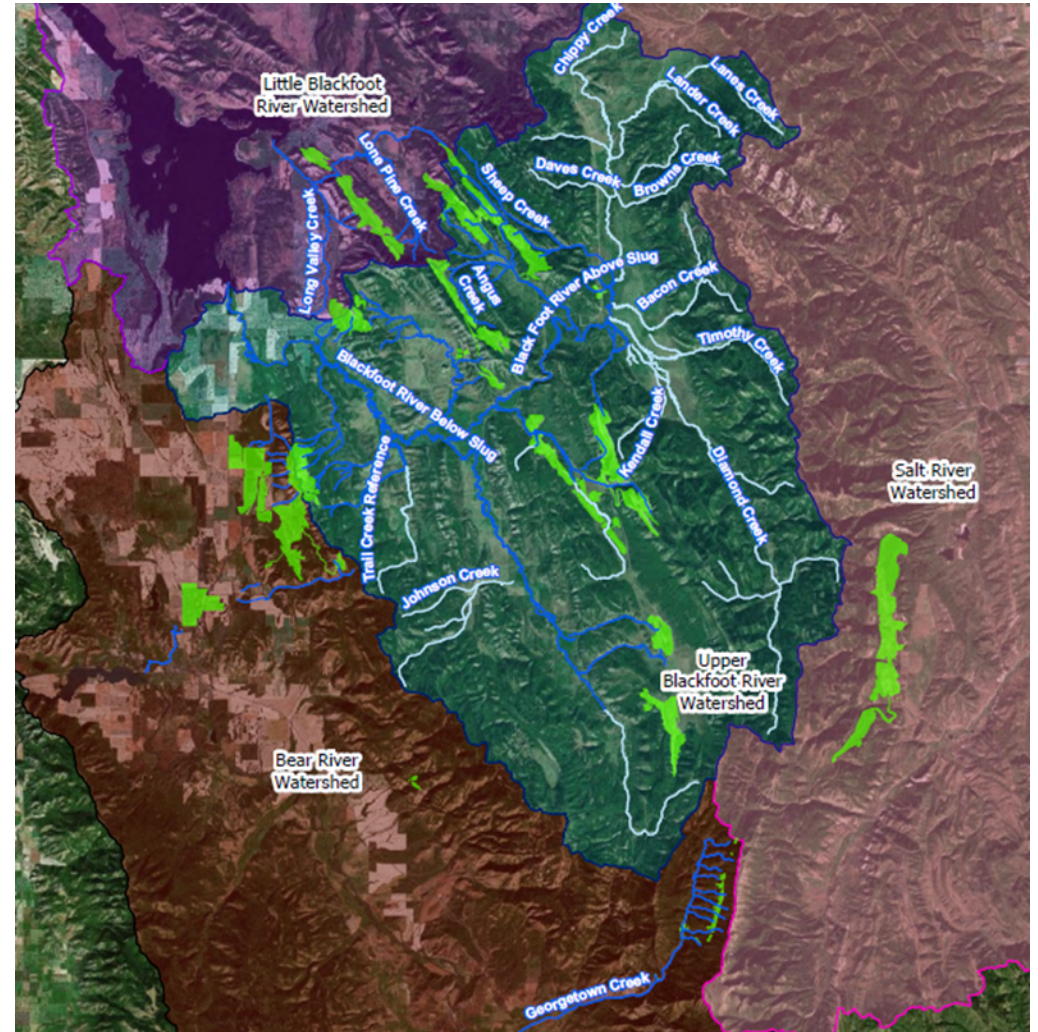 Chippy Creek
Lanes Creek
Lander Creek
Little Blackfoot
River Watershed
Lone Pine Creek
Daves Creek
Browns Creek
Sheep Creek
Long Valley Creek
Angus
Creek
Black Foot River Above Slug
Bacon Creek
Timothy Creek
Blackfoot River Below Slug
Kendall Creek
Trail Creek Reference
Diamond Creek
Salt River
Watershed
Johnson Creek
Upper
Blackfoot River
Watershed
Bear River
Watershed
Georgetown Creek